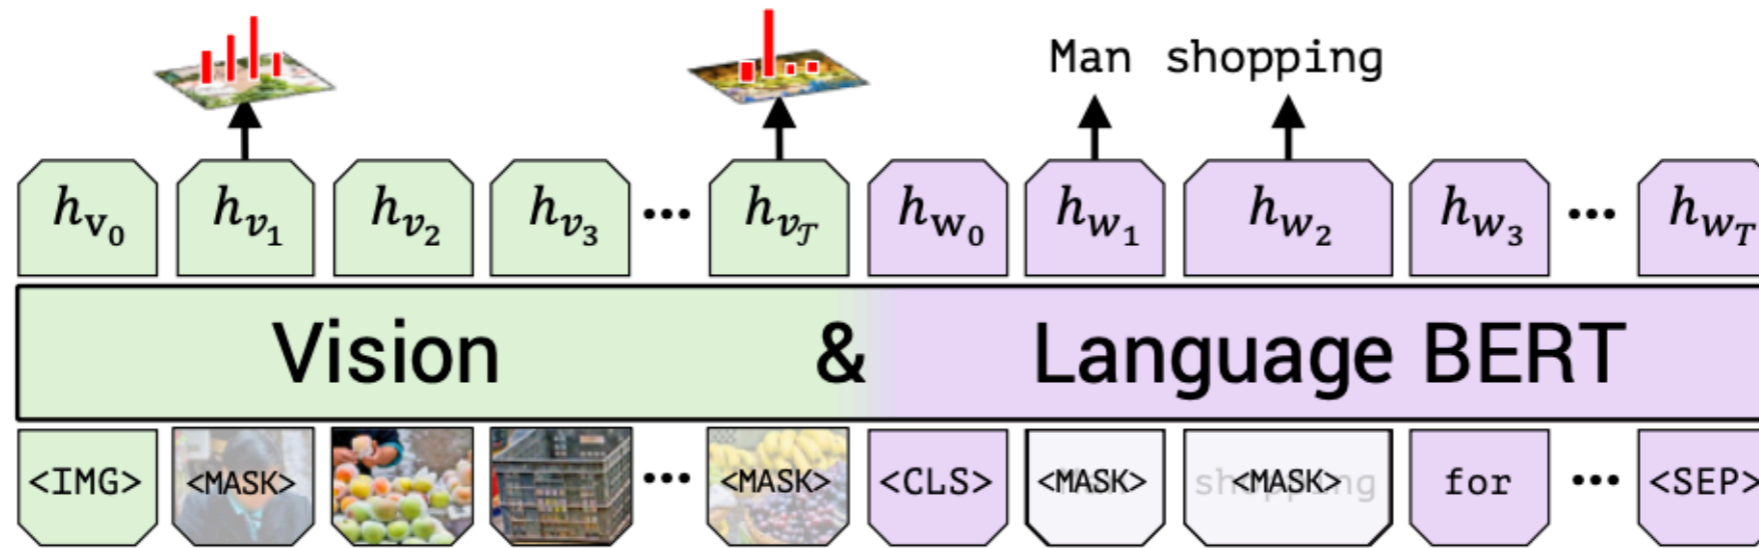 Man shopping
h_v0 h_v1 h_v2 h_v3 ... h_v𝒯 h_w0 h_w1 h_w2 h_w3 ... h_wT
Vision & Language BERT
<IMG> <MASK> ... <MASK> <CLS> <MASK> shopping <MASK> for ... <SEP>